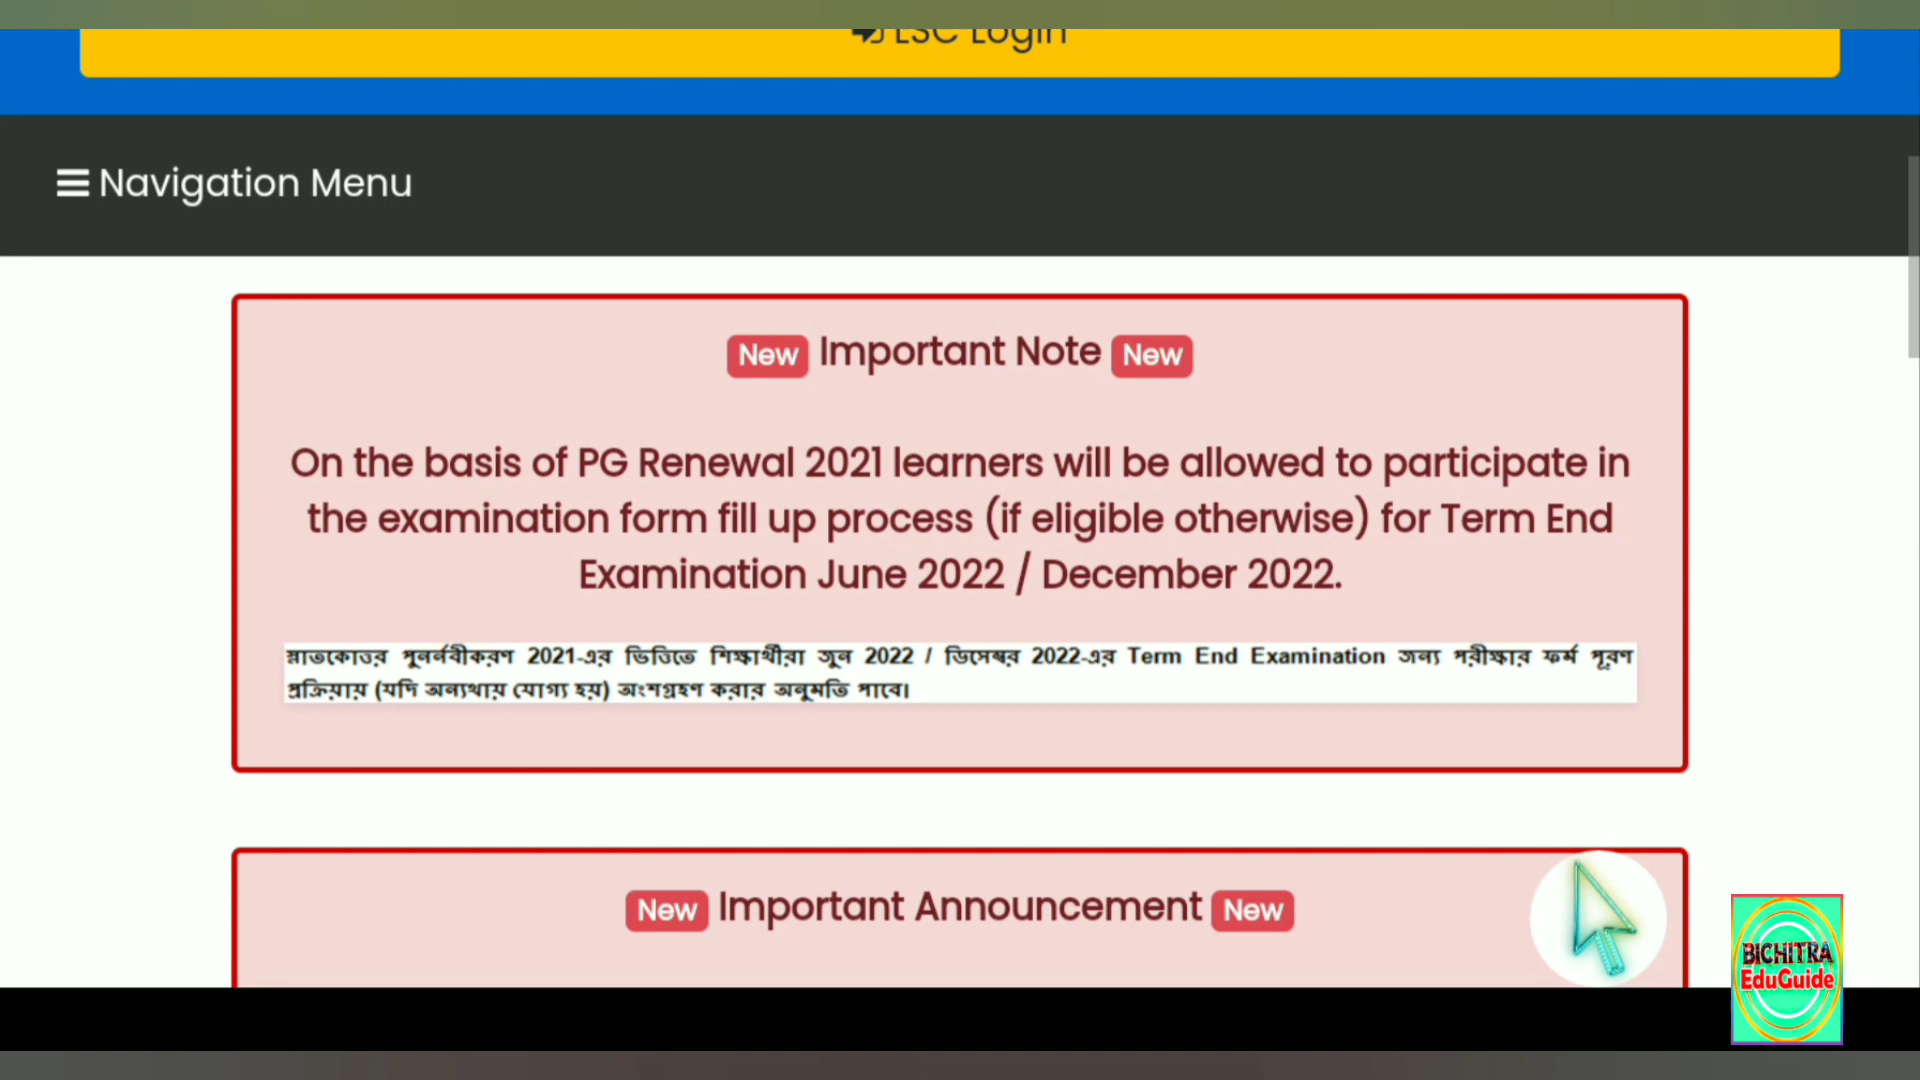 LSC Login
Navigation Menu
New Important Note New
On the basis of PG Renewal 2021 learners will be allowed to participate in
the examination form fill up process (if eligible otherwise) for Term End
Examination June 2022 / December 2022.
স্নাতকোত্তর পুনর্নবীকরণ 2021-এর ভিত্তিতে শিক্ষার্থীরা জুন 2022 / ডিসেম্বর 2022-এর Term End Examination জন্য পরীক্ষার ফর্ম পূরণ
প্রক্রিয়ায় (যদি অন্যথায় যোগ্য হয়) অংশগ্রহণ করার অনুমতি পাবে।
New Important Announcement New
BICHITRA
EduGuide